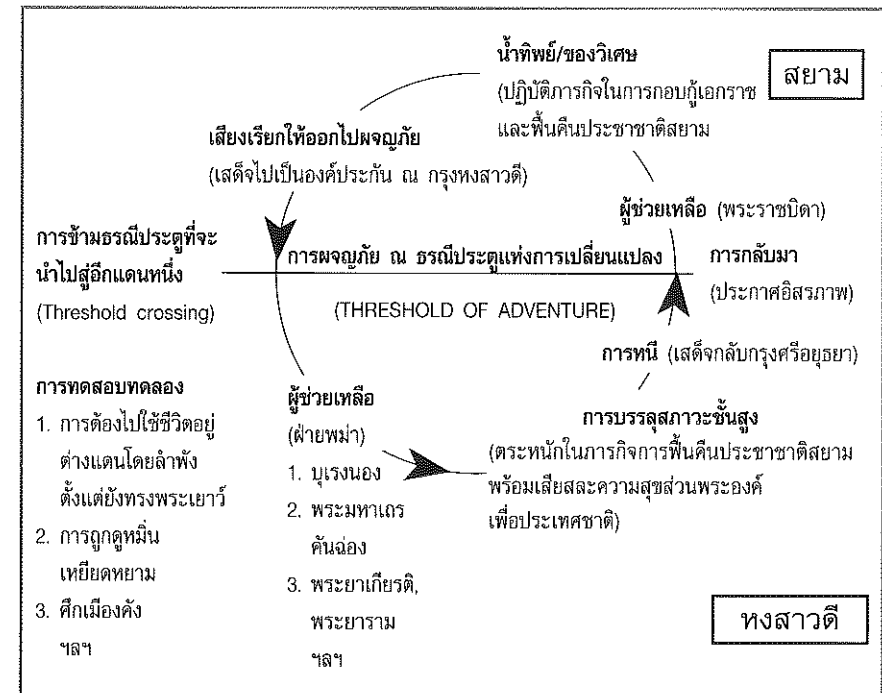 น้ำทิพย์/ของวิเศษ
(ปฏิบัติภารกิจในการกอบกู้เอกราช
และฟื้นคืนประชาชาติสยาม
สยาม
เสียงเรียกให้ออกไปผจญภัย
(เสด็จไปเป็นองค์ประกัน ณ กรุงหงสาวดี)
ผู้ช่วยเหลือ (พระราชบิดา)
การข้ามธรณีประตูที่จะ
นำไปสู่อีกแดนหนึ่ง
(Threshold crossing)
การผจญภัย ณ ธรณีประตูแห่งการเปลี่ยนแปลง
(THRESHOLD OF ADVENTURE)
การกลับมา
(ประกาศอิสรภาพ)
การหนี (เสด็จกลับกรุงศรีอยุธยา)
การทดสอบทดลอง
1. การต้องไปใช้ชีวิตอยู่
ต่างแดนโดยลำพัง
ตั้งแต่ยังทรงพระเยาว์
2. การถูกดูหมิ่น
เหยียดหยาม
3. ศึกเมืองคัง
ฯลฯ
ผู้ช่วยเหลือ
(ฝ่ายพม่า)
1. บุเรงนอง
2. พระมหาเถร
คันฉ่อง
3. พระยาเกียรติ,
พระยาราม
ฯลฯ
การบรรลุสภาวะชั้นสูง
(ตระหนักในภารกิจการฟื้นคืนประชาชาติสยาม
พร้อมเสียสละความสุขส่วนพระองค์
เพื่อประเทศชาติ)
หงสาวดี